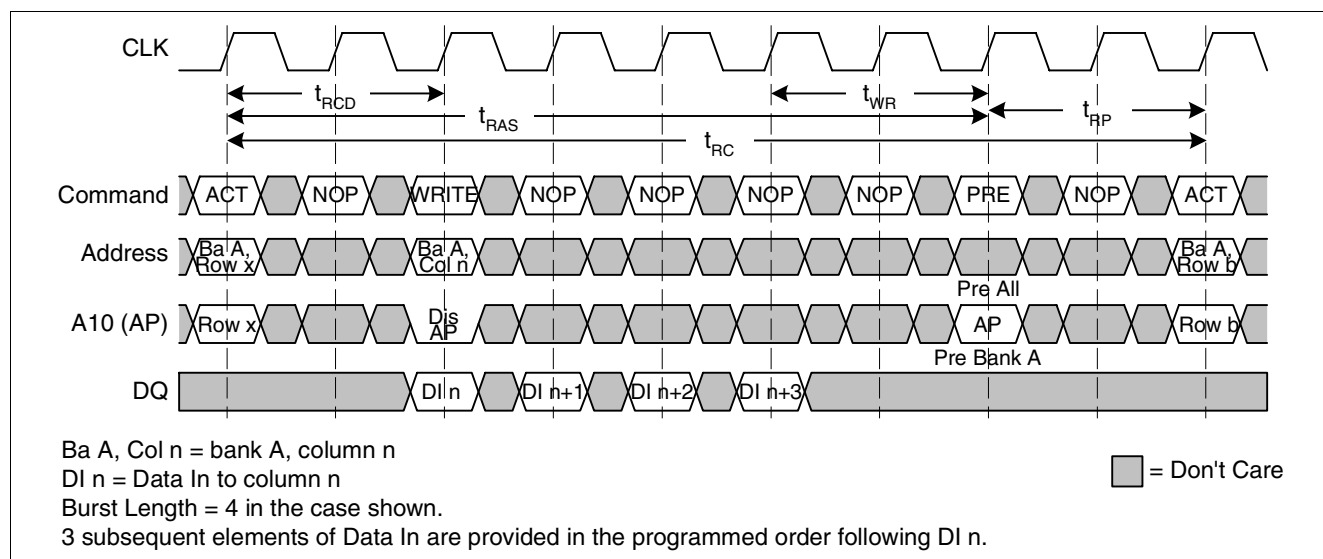 CLK
tRCD tWR
tRAS tRP
tRC
Command ACT NOP WRITE NOP NOP NOP NOP PRE NOP ACT
Address Ba A, Row x Ba A, Col n Ba A, Row b
Pre All
A10 (AP) Row x Dis AP AP Row b
Pre Bank A
DQ DI n DI n+1 DI n+2 DI n+3
Ba A, Col n = bank A, column n
DI n = Data In to column n
= Don't Care
Burst Length = 4 in the case shown.
3 subsequent elements of Data In are provided in the programmed order following DI n.